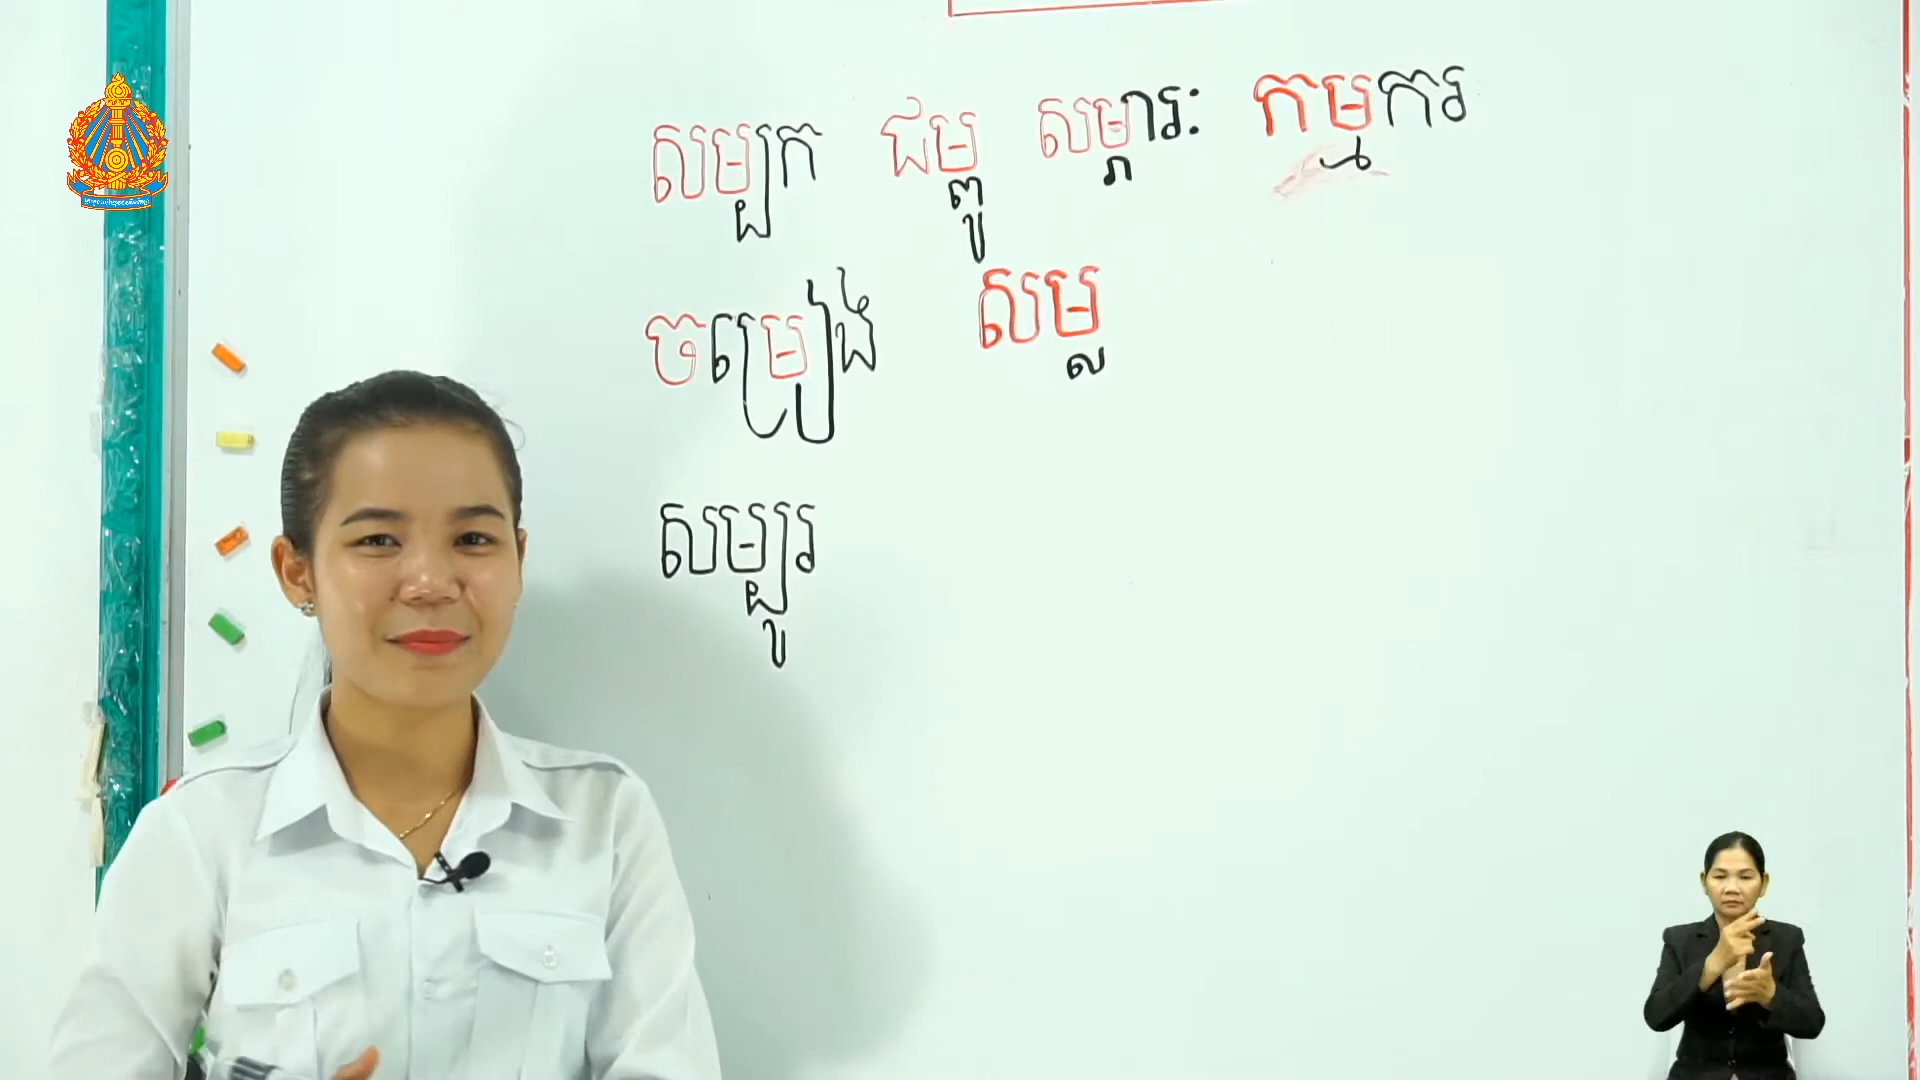 សម្បក ជម្ពូ សម្ភារៈ កម្មករ
ចម្រៀង សម្ល
សម្បូរ